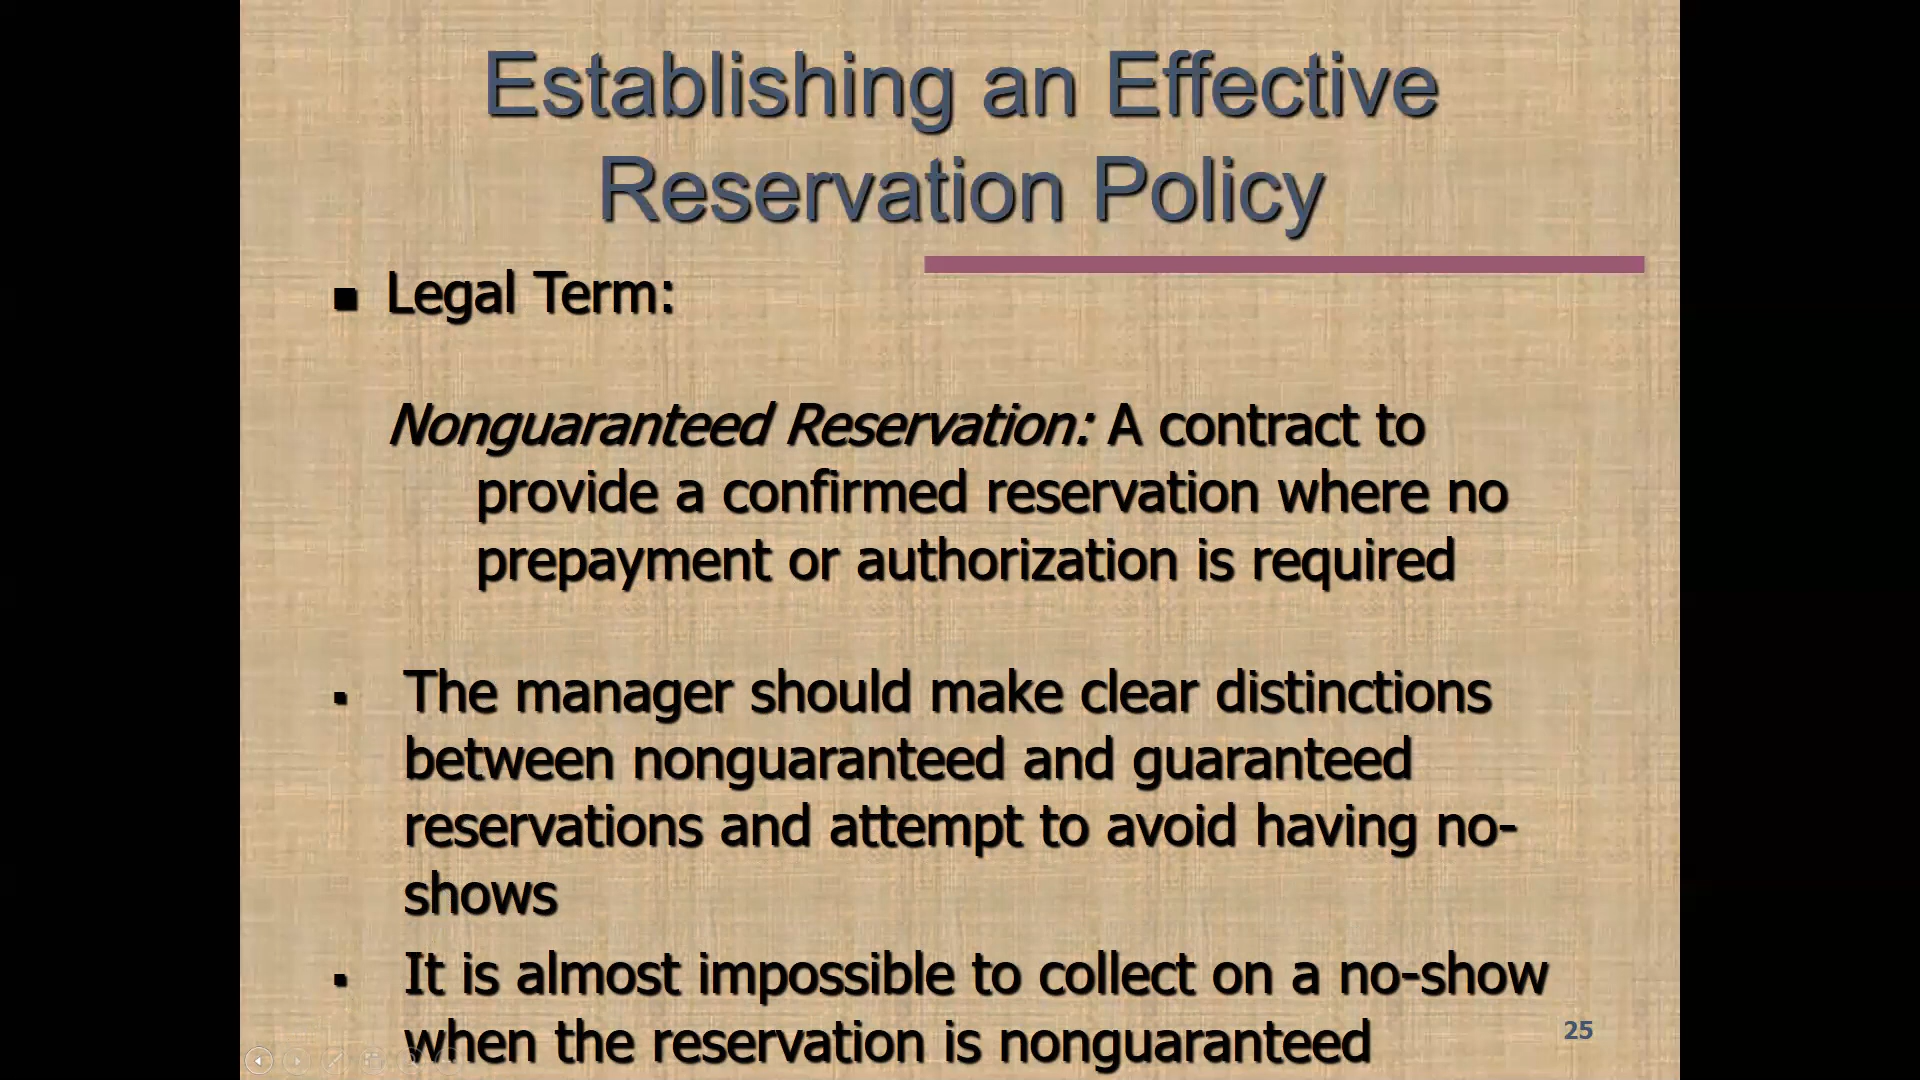 Establishing an Effective
Reservation Policy
■ Legal Term:
Nonguaranteed Reservation: A contract to
provide a confirmed reservation where no
prepayment or authorization is required
▪ The manager should make clear distinctions
between nonguaranteed and guaranteed
reservations and attempt to avoid having no-
shows
▪ It is almost impossible to collect on a no-show
when the reservation is nonguaranteed
25